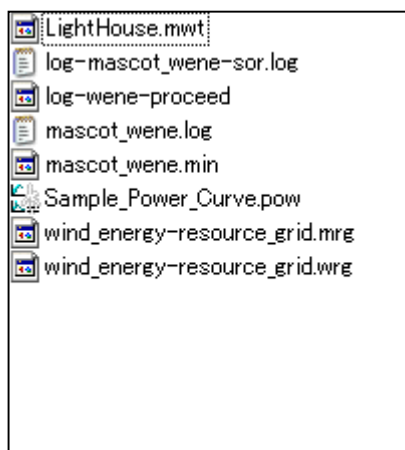 LightHouse.mwt
log-mascot_wene-sor.log
log-wene-proceed
mascot_wene.log
mascot_wene.min
Sample_Power_Curve.pow
wind_energy-resource_grid.mrg
wind_energy-resource_grid.wrg